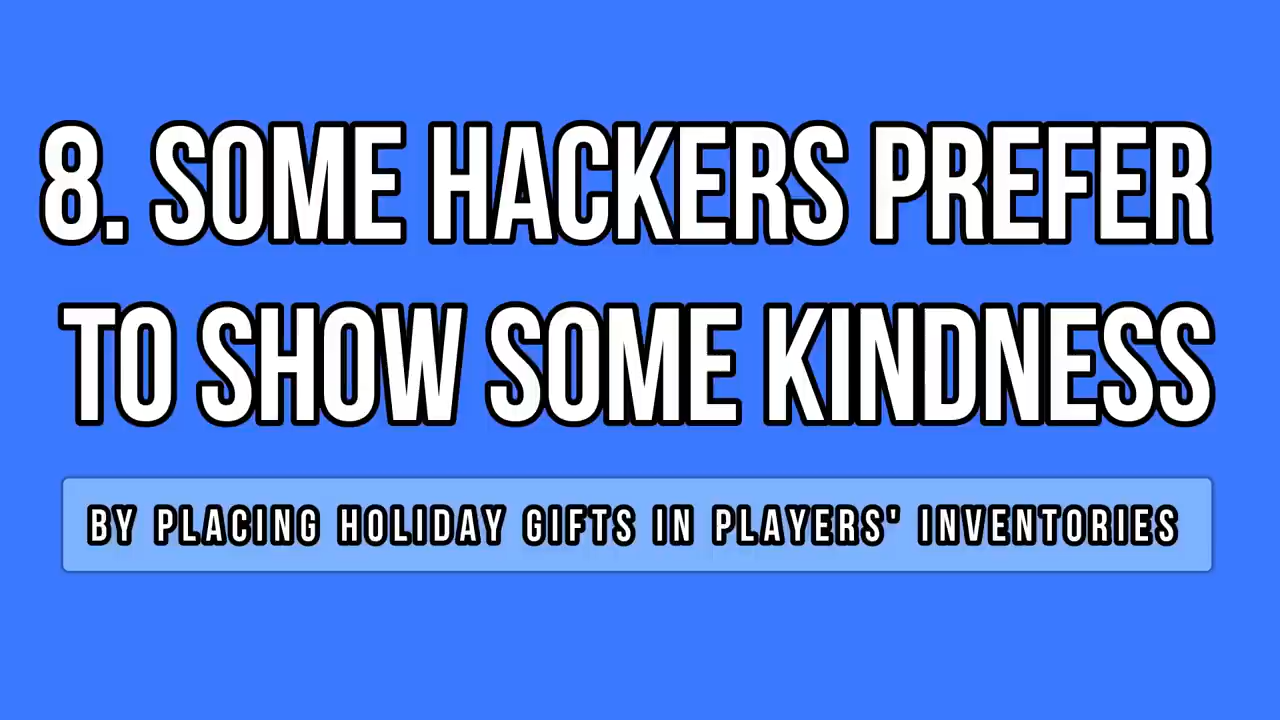 8. SOME HACKERS PREFER
TO SHOW SOME KINDNESS
BY PLACING HOLIDAY GIFTS IN PLAYERS' INVENTORIES